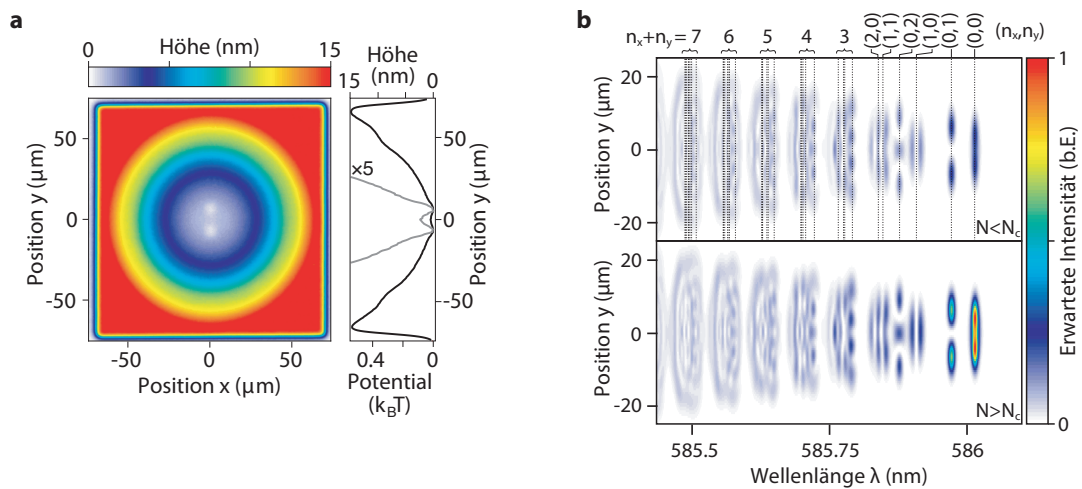 a
Höhe (nm)
0 15
Position y (µm)
50
0
-50
-50 0 50
Position x (µm)
Höhe
(nm)
15 0
×5
50
0
-50
Position y (µm)
0.4 0
Potential
(kBT)
b
nx+ny= 7 6 5 4 3 (2,0) (1,1) (0,2) (1,0) (0,1) (0,0) (nx,ny)
Position y (µm)
20
0
-20
N<Nc
Position y (µm)
20
0
-20
N>Nc
585.5 585.75 586
Wellenlänge λ (nm)
1
0
Erwartete Intensität (b.E.)